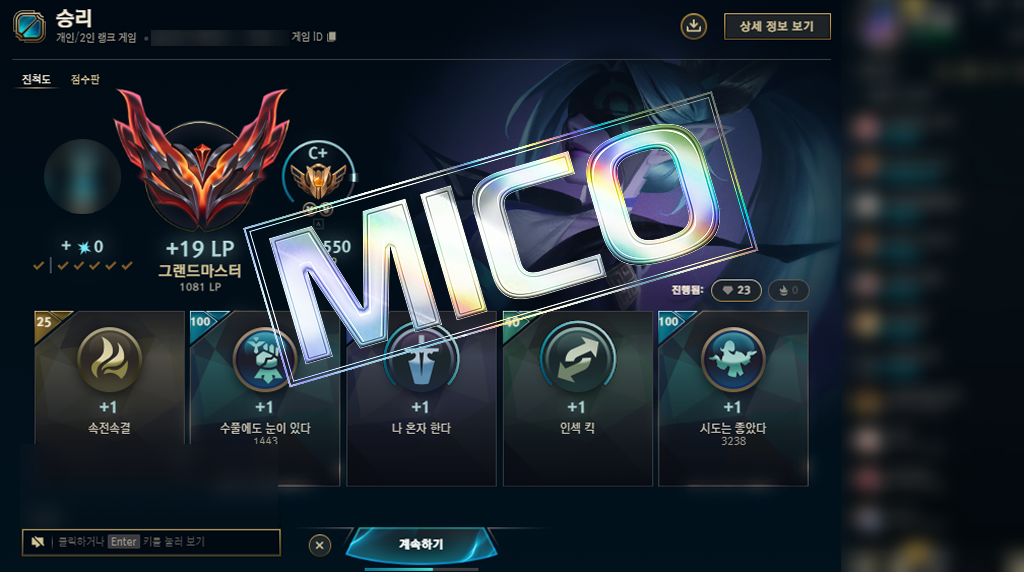 승리
개인/2인 랭크 게임 •
게임 ID
상세 정보 보기
진척도
점수판
C+
+ 0
+19 LP
그랜드마스터
1081 LP
550
MICO
진행됨:
23
0
25
+1
속전속결
100
+1
수풀에도 눈이 있다
1443
+1
나 혼자 한다
+1
인섹 킥
100
+1
시도는 좋았다
3238
클릭하거나 Enter 키를 눌러 보기
계속하기